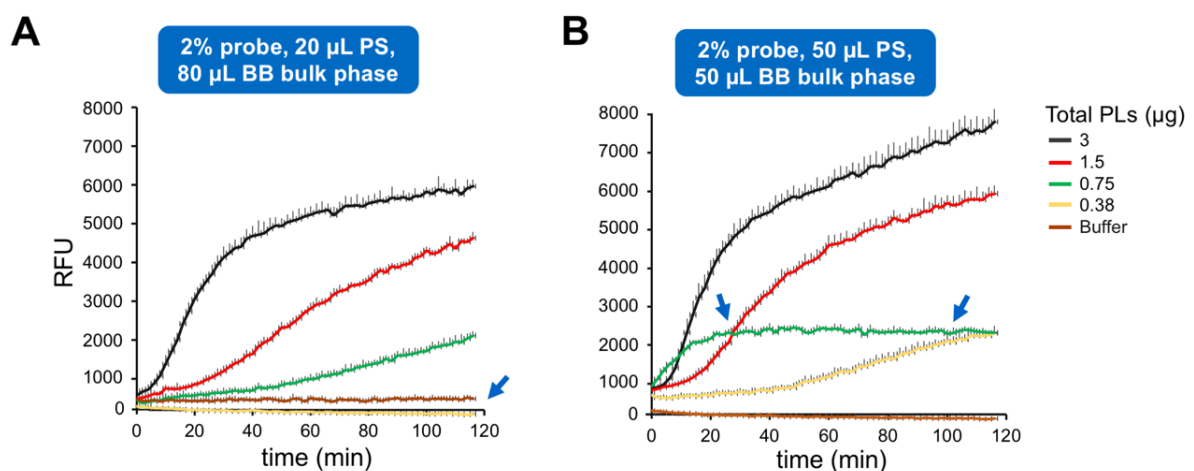 A
2% probe, 20 µL PS,
80 µL BB bulk phase
8000
7000
6000
5000
4000
3000
2000
1000
0
RFU
0 20 40 60 80 100 120
time (min)
B
2% probe, 50 µL PS,
50 µL BB bulk phase
8000
7000
6000
5000
4000
3000
2000
1000
0
0 20 40 60 80 100 120
time (min)
Total PLs (µg)
3
1.5
0.75
0.38
Buffer